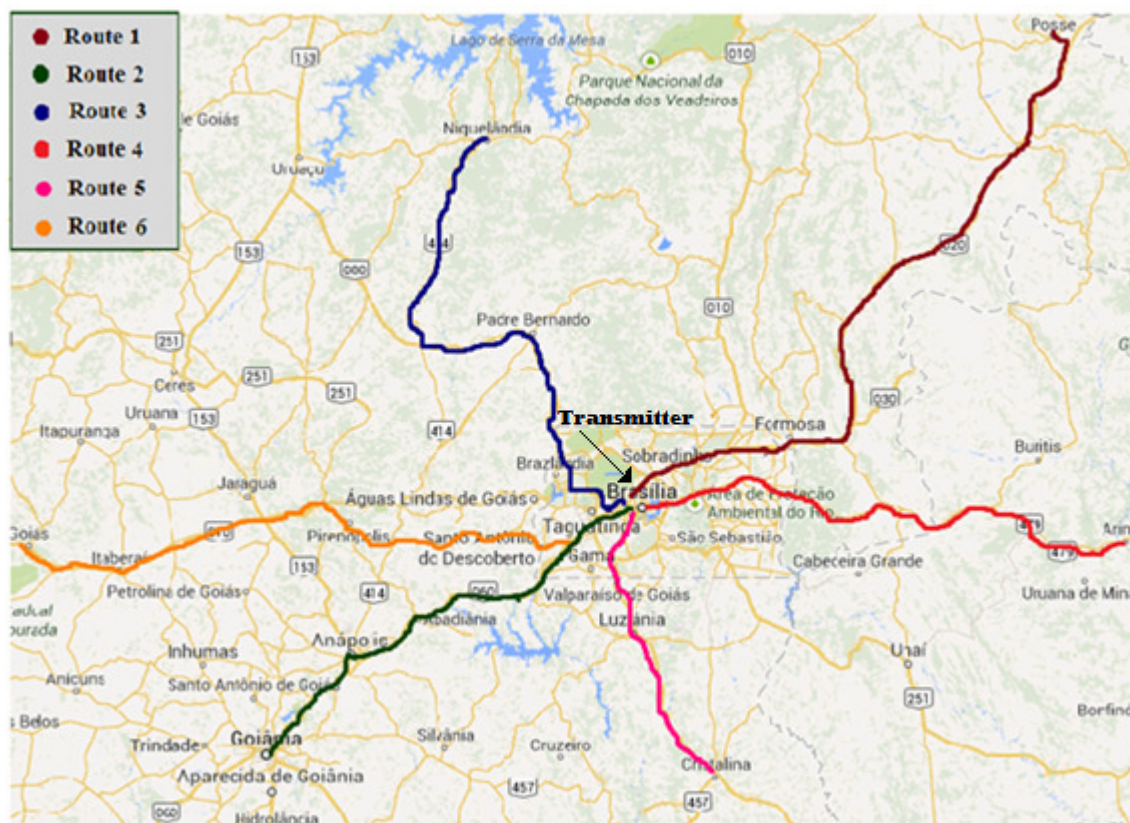 Route 1
Route 2
Route 3
Route 4
Route 5
Route 6
Posse
Lago de Serra da Mesa
153
010
Parque Nacional da
Chapada dos Veadeiros
de Goiás
Niquelândia
Uruaçu
153
414
020
080
010
Padre Bernardo
251
Ceres
251
251
030
Uruana
153
Transmitter
Itapuranga
414
Formosa
Buritis
Brazlândia
Sobradinho
Jaraguá
Águas Lindas de Goiás
Brasília
Área de Proteção
Ambiental do Rio
Taguatinga
Goiás
070
Pirenópolis
Santo Antônio
do Descoberto
São Sebastião
479
Arin
Itaberaí
153
Gama
Cabeceira Grande
479
Petrolina de Goiás
414
060
Valparaíso de Goiás
Uruana de Mina
Abadiânia
Luziânia
Anápolis
Inhumas
Unaí
Anicuns
Santo Antônio de Goiás
251
s Belos
Bonfinó
Trindade
Goiânia
Silvânia
Cruzeiro
Cristalina
Aparecida de Goiânia
457
457
060
Hidrolândia